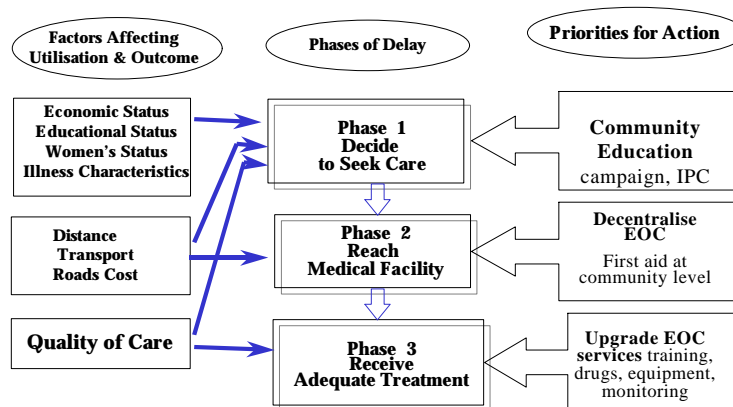 Factors Affecting
Utilisation & Outcome
Phases of Delay
Priorities for Action
Economic Status
Educational Status
Women's Status
Illness Characteristics
Phase 1
Decide
to Seek Care
Community
Education
campaign, IPC
Distance
Transport
Roads Cost
Phase 2
Reach
Medical Facility
Decentralise
EOC
First aid at
community level
Quality of Care
Phase 3
Receive
Adequate Treatment
Upgrade EOC
services training,
drugs, equipment,
monitoring